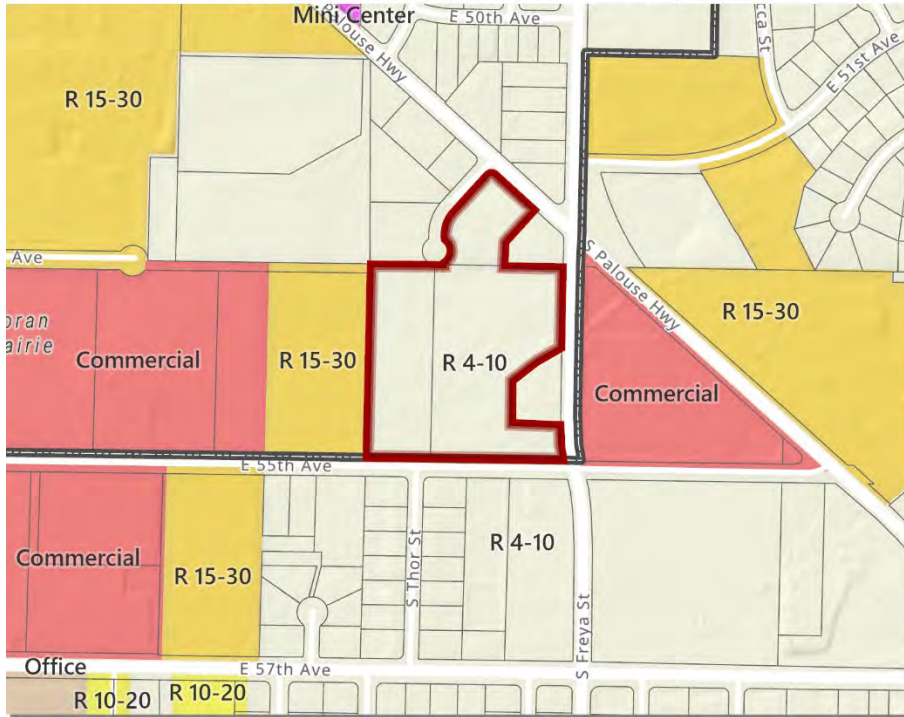 Mini Center
E 50th Ave
Palouse Hwy
E 51st Ave
R 15-30
Ave
S Palouse Hwy
R 15-30
Commercial
R 15-30
R 4-10
Commercial
E 55th Ave
Commercial
R 15-30
S Thor St
R 4-10
S Freya St
Office
E 57th Ave
R 10-20
R 10-20